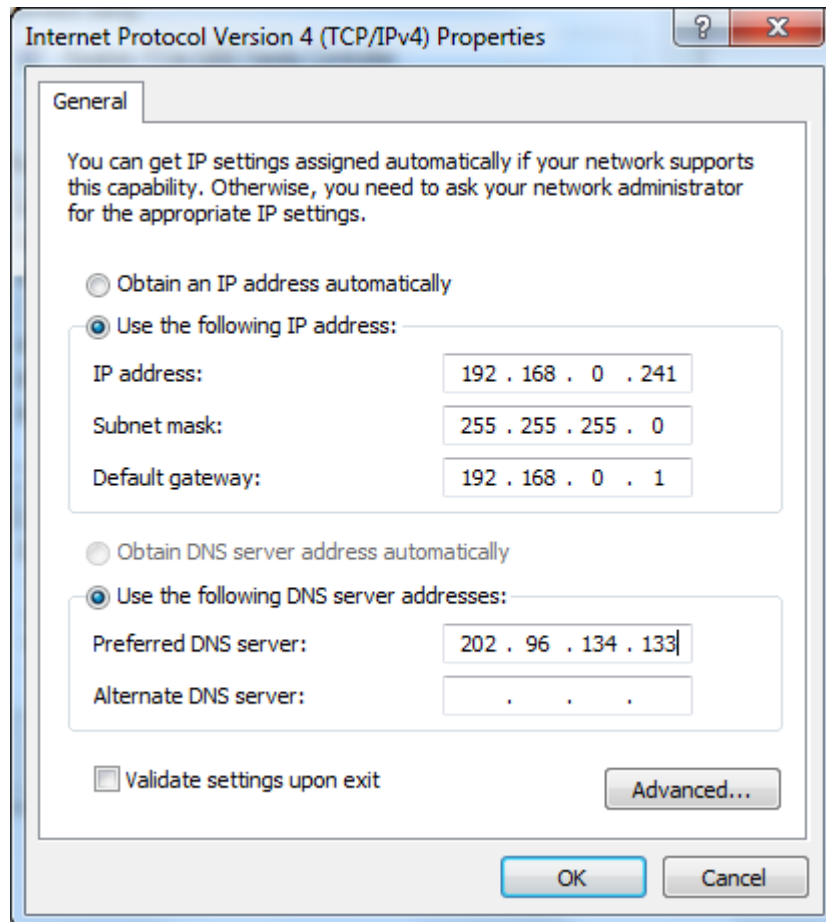 Internet Protocol Version 4 (TCP/IPv4) Properties
General
You can get IP settings assigned automatically if your network supports
this capability. Otherwise, you need to ask your network administrator
for the appropriate IP settings.
Obtain an IP address automatically
Use the following IP address:
IP address: 192 . 168 . 0 . 241
Subnet mask: 255 . 255 . 255 . 0
Default gateway: 192 . 168 . 0 . 1
Obtain DNS server address automatically
Use the following DNS server addresses:
Preferred DNS server: 202 . 96 . 134 . 133
Alternate DNS server: . . .
Validate settings upon exit
Advanced...
OK Cancel